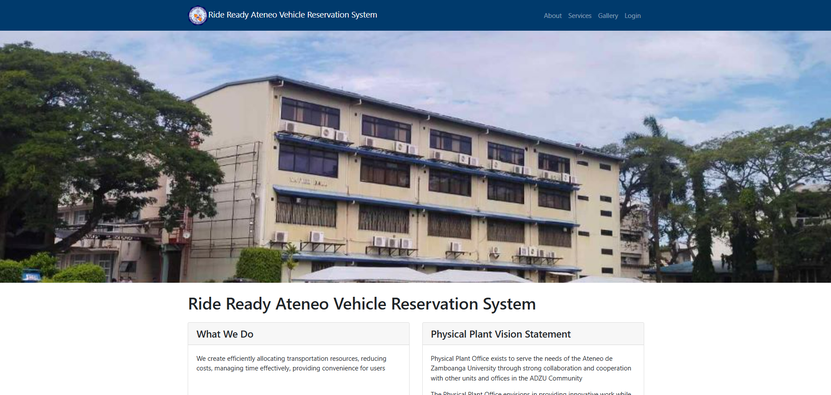 Ride Ready Ateneo Vehicle Reservation System
About Services Gallery Login
Ride Ready Ateneo Vehicle Reservation System
What We Do
We create efficiently allocating transportation resources, reducing
costs, managing time effectively, providing convenience for users
Physical Plant Vision Statement
Physical Plant Office exists to serve the needs of the Ateneo de
Zamboanga University through strong collaboration and cooperation
with other units and offices in the ADZU Community
The Physical Plant Office envisions in providing innovative work while